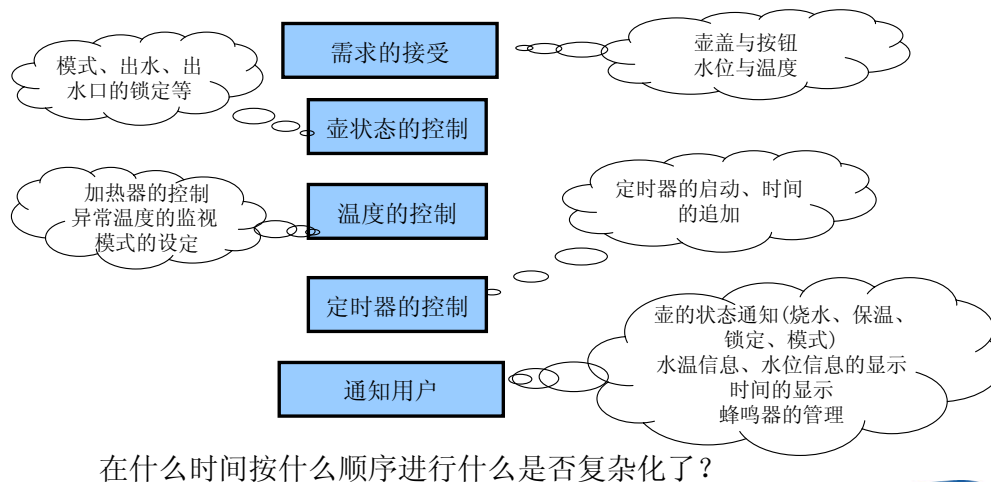 需求的接受
壶盖与按钮
水位与温度
模式、出水、出
水口的锁定等
壶状态的控制
加热器的控制
异常温度的监视
模式的设定
温度的控制
定时器的启动、时间
的追加
定时器的控制
壶的状态通知(烧水、保温、
锁定、模式)
水温信息、水位信息的显示
时间的显示
蜂鸣器的管理
通知用户
在什么时间按什么顺序进行什么是否复杂化了？